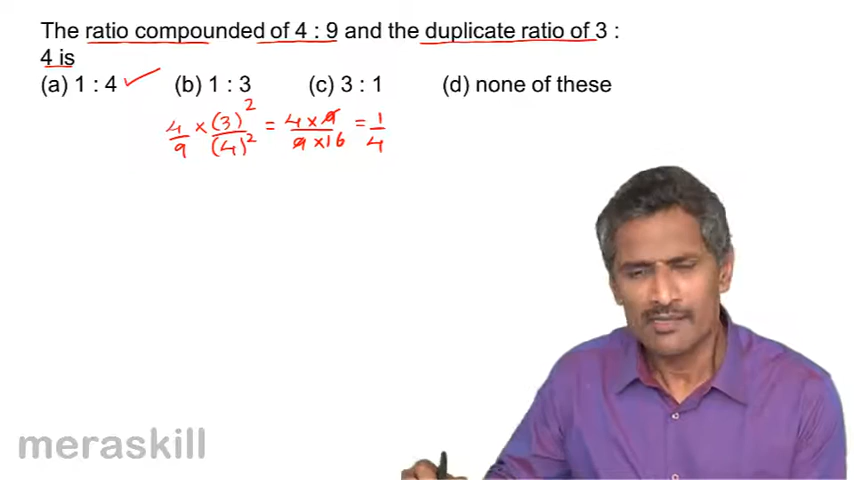 The ratio compounded of 4 : 9 and the duplicate ratio of 3 :
4 is
(a) 1 : 4 ✓ (b) 1 : 3 (c) 3 : 1 (d) none of these
4/9 × (3)²/(4)² = 4 × 9/9 × 16 = 1/4
meraskill